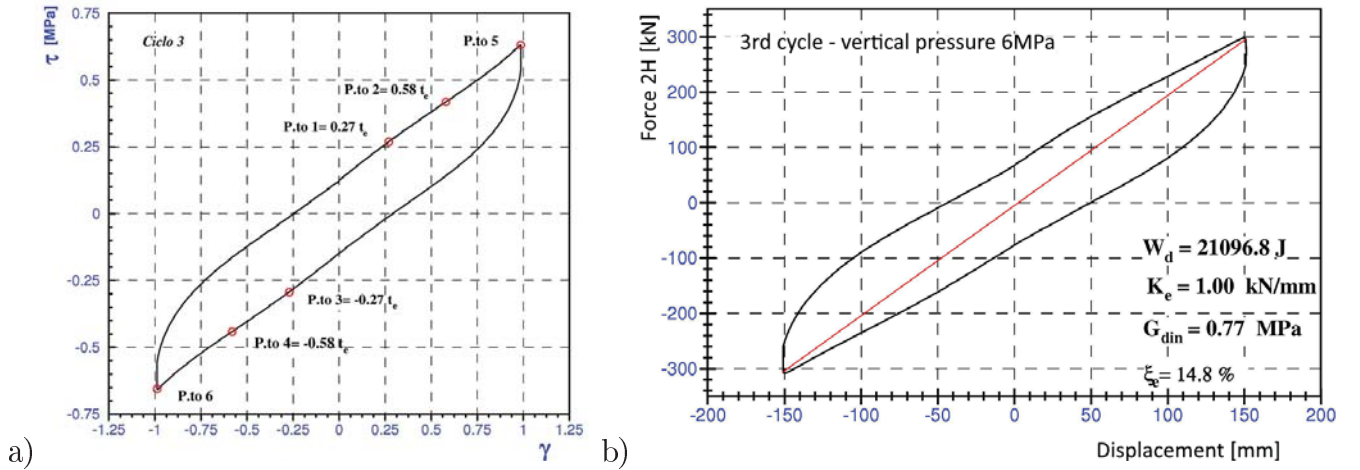 τ [MPa]
Ciclo 3
P.to 5
P.to 2= 0.58 te
P.to 1= 0.27 te
P.to 3= -0.27 te
P.to 4= -0.58 te
P.to 6
0.5
0.25
0
-0.25
-0.5
-0.75
-1.25 -1 -0.75 -0.5 -0.25 0 0.25 0.5 0.75 1 1.25
γ
a)
Force 2H [kN]
3rd cycle - vertical pressure 6MPa
300
200
100
0
-100
-200
-300
Wd = 21096.8 J
Ke = 1.00 kN/mm
Gdin = 0.77 MPa
ξe= 14.8 %
-200 -150 -100 -50 0 50 100 150 200
Displacement [mm]
b)